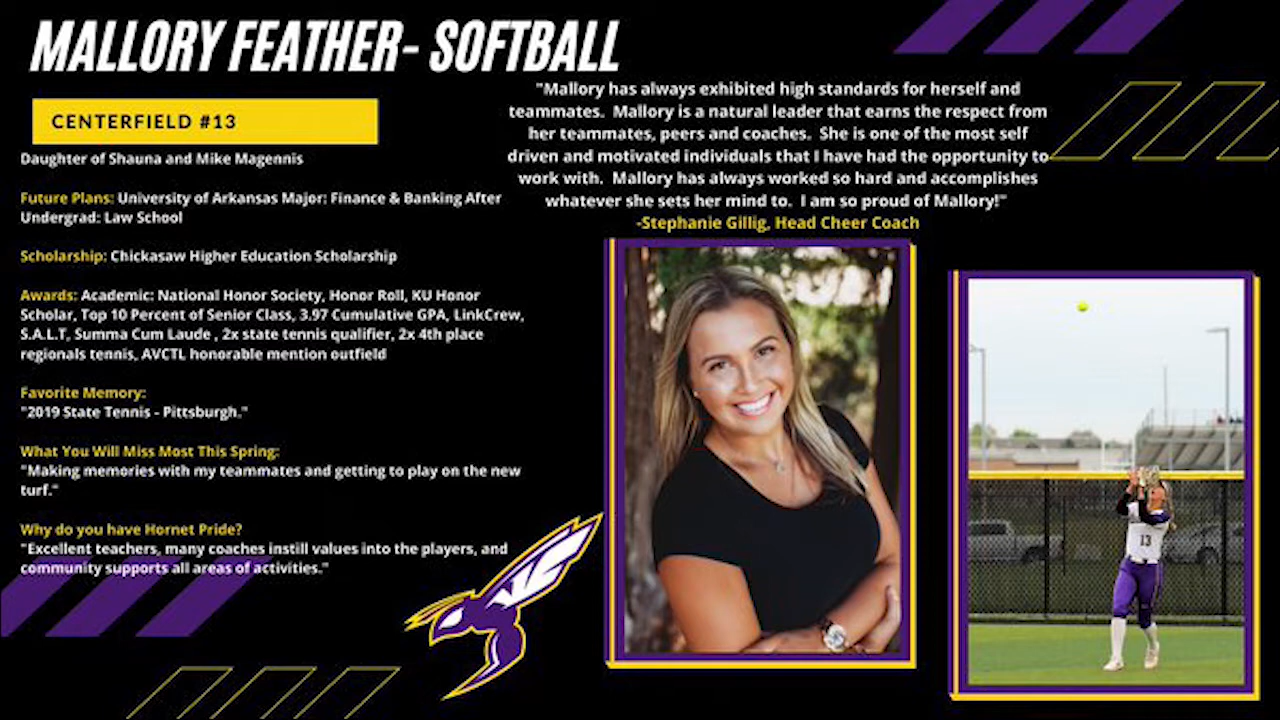 MALLORY FEATHER- SOFTBALL
CENTERFIELD #13
Daughter of Shauna and Mike Magennis
Future Plans: University of Arkansas Major: Finance & Banking After
Undergrad: Law School
Scholarship: Chickasaw Higher Education Scholarship
Awards: Academic: National Honor Society, Honor Roll, KU Honor
Scholar, Top 10 Percent of Senior Class, 3.97 Cumulative GPA, LinkCrew,
S.A.L.T, Summa Cum Laude , 2x state tennis qualifier, 2x 4th place
regionals tennis, AVCTL honorable mention outfield
Favorite Memory:
"2019 State Tennis - Pittsburgh."
What You Will Miss Most This Spring:
"Making memories with my teammates and getting to play on the new
turf."
Why do you have Hornet Pride?
"Excellent teachers, many coaches instill values into the players, and
community supports all areas of activities."
"Mallory has always exhibited high standards for herself and
teammates. Mallory is a natural leader that earns the respect from
her teammates, peers and coaches. She is one of the most self
driven and motivated individuals that I have had the opportunity to
work with. Mallory has always worked so hard and accomplishes
whatever she sets her mind to. I am so proud of Mallory!"
-Stephanie Gillig, Head Cheer Coach
13